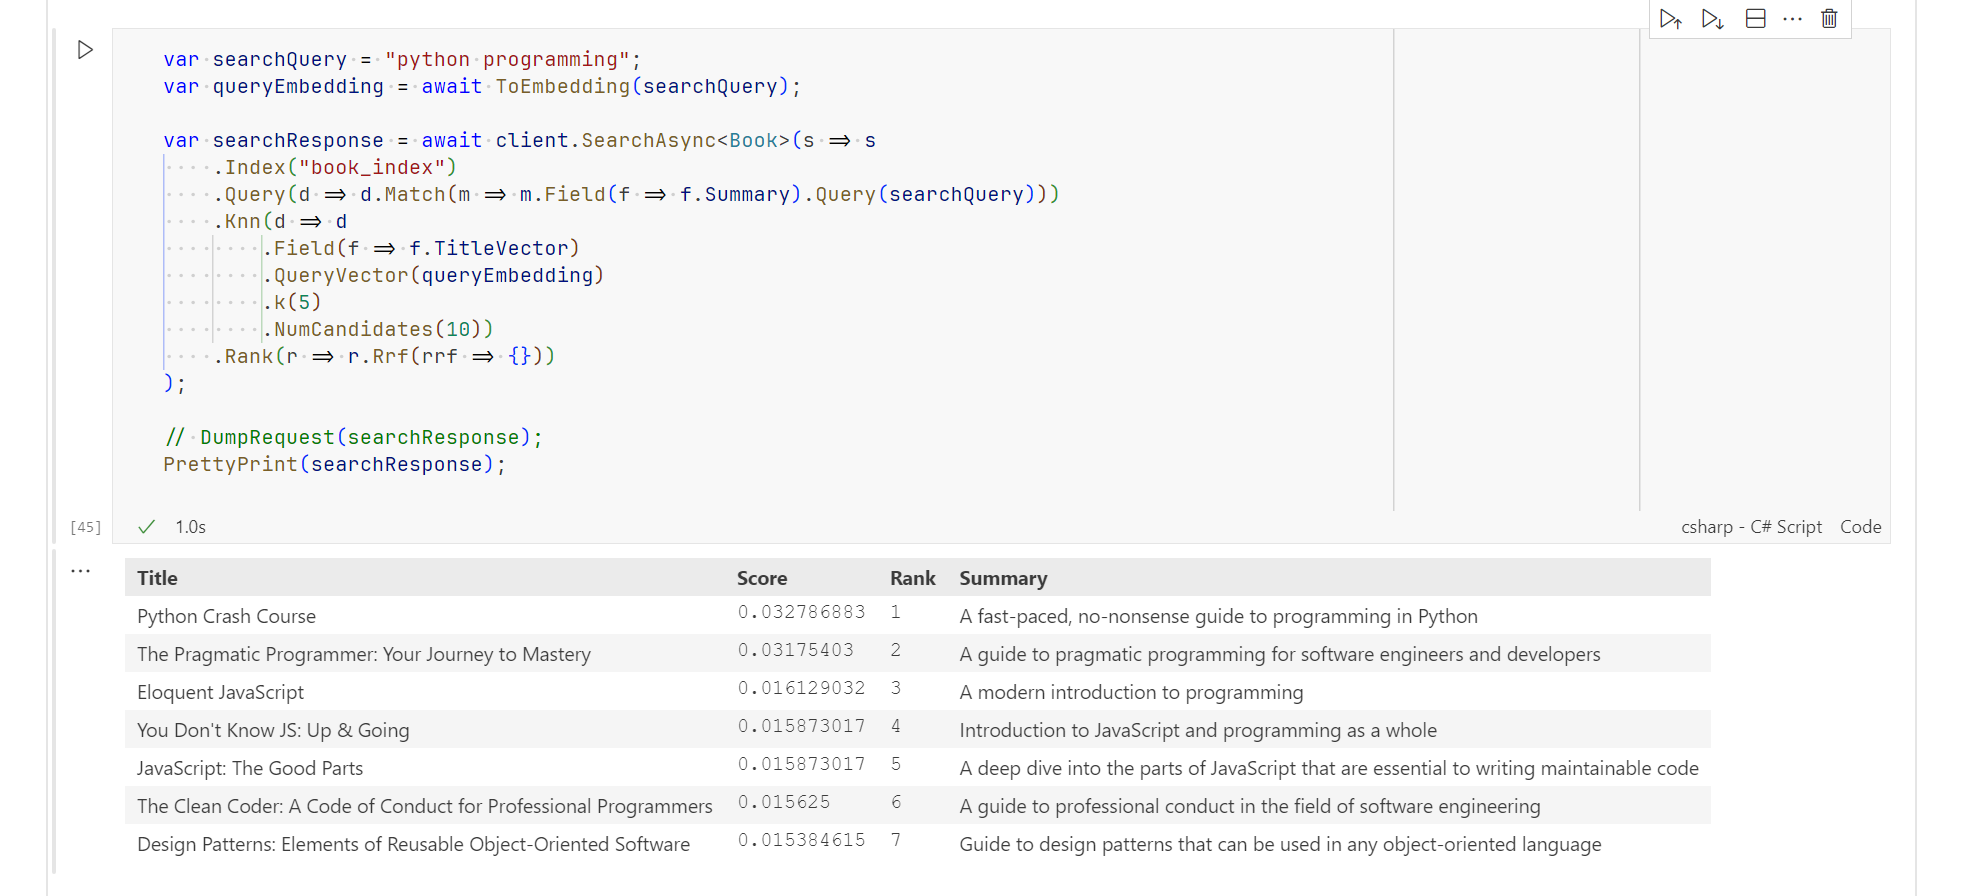 var searchQuery = "python programming";
var queryEmbedding = await ToEmbedding(searchQuery);
var searchResponse = await client.SearchAsync<Book>(s => s
.Index("book_index")
.Query(d => d.Match(m => m.Field(f => f.Summary).Query(searchQuery)))
.Knn(d => d
.Field(f => f.TitleVector)
.QueryVector(queryEmbedding)
.k(5)
.NumCandidates(10))
.Rank(r => r.Rrf(rrf => {}))
);
// DumpRequest(searchResponse);
PrettyPrint(searchResponse);
[45] 1.0s csharp - C# Script Code
Title Score Rank Summary
Python Crash Course 0.032786883 1 A fast-paced, no-nonsense guide to programming in Python
The Pragmatic Programmer: Your Journey to Mastery 0.03175403 2 A guide to pragmatic programming for software engineers and developers
Eloquent JavaScript 0.016129032 3 A modern introduction to programming
You Don't Know JS: Up & Going 0.015873017 4 Introduction to JavaScript and programming as a whole
JavaScript: The Good Parts 0.015873017 5 A deep dive into the parts of JavaScript that are essential to writing maintainable code
The Clean Coder: A Code of Conduct for Professional Programmers 0.015625 6 A guide to professional conduct in the field of software engineering
Design Patterns: Elements of Reusable Object-Oriented Software 0.015384615 7 Guide to design patterns that can be used in any object-oriented language